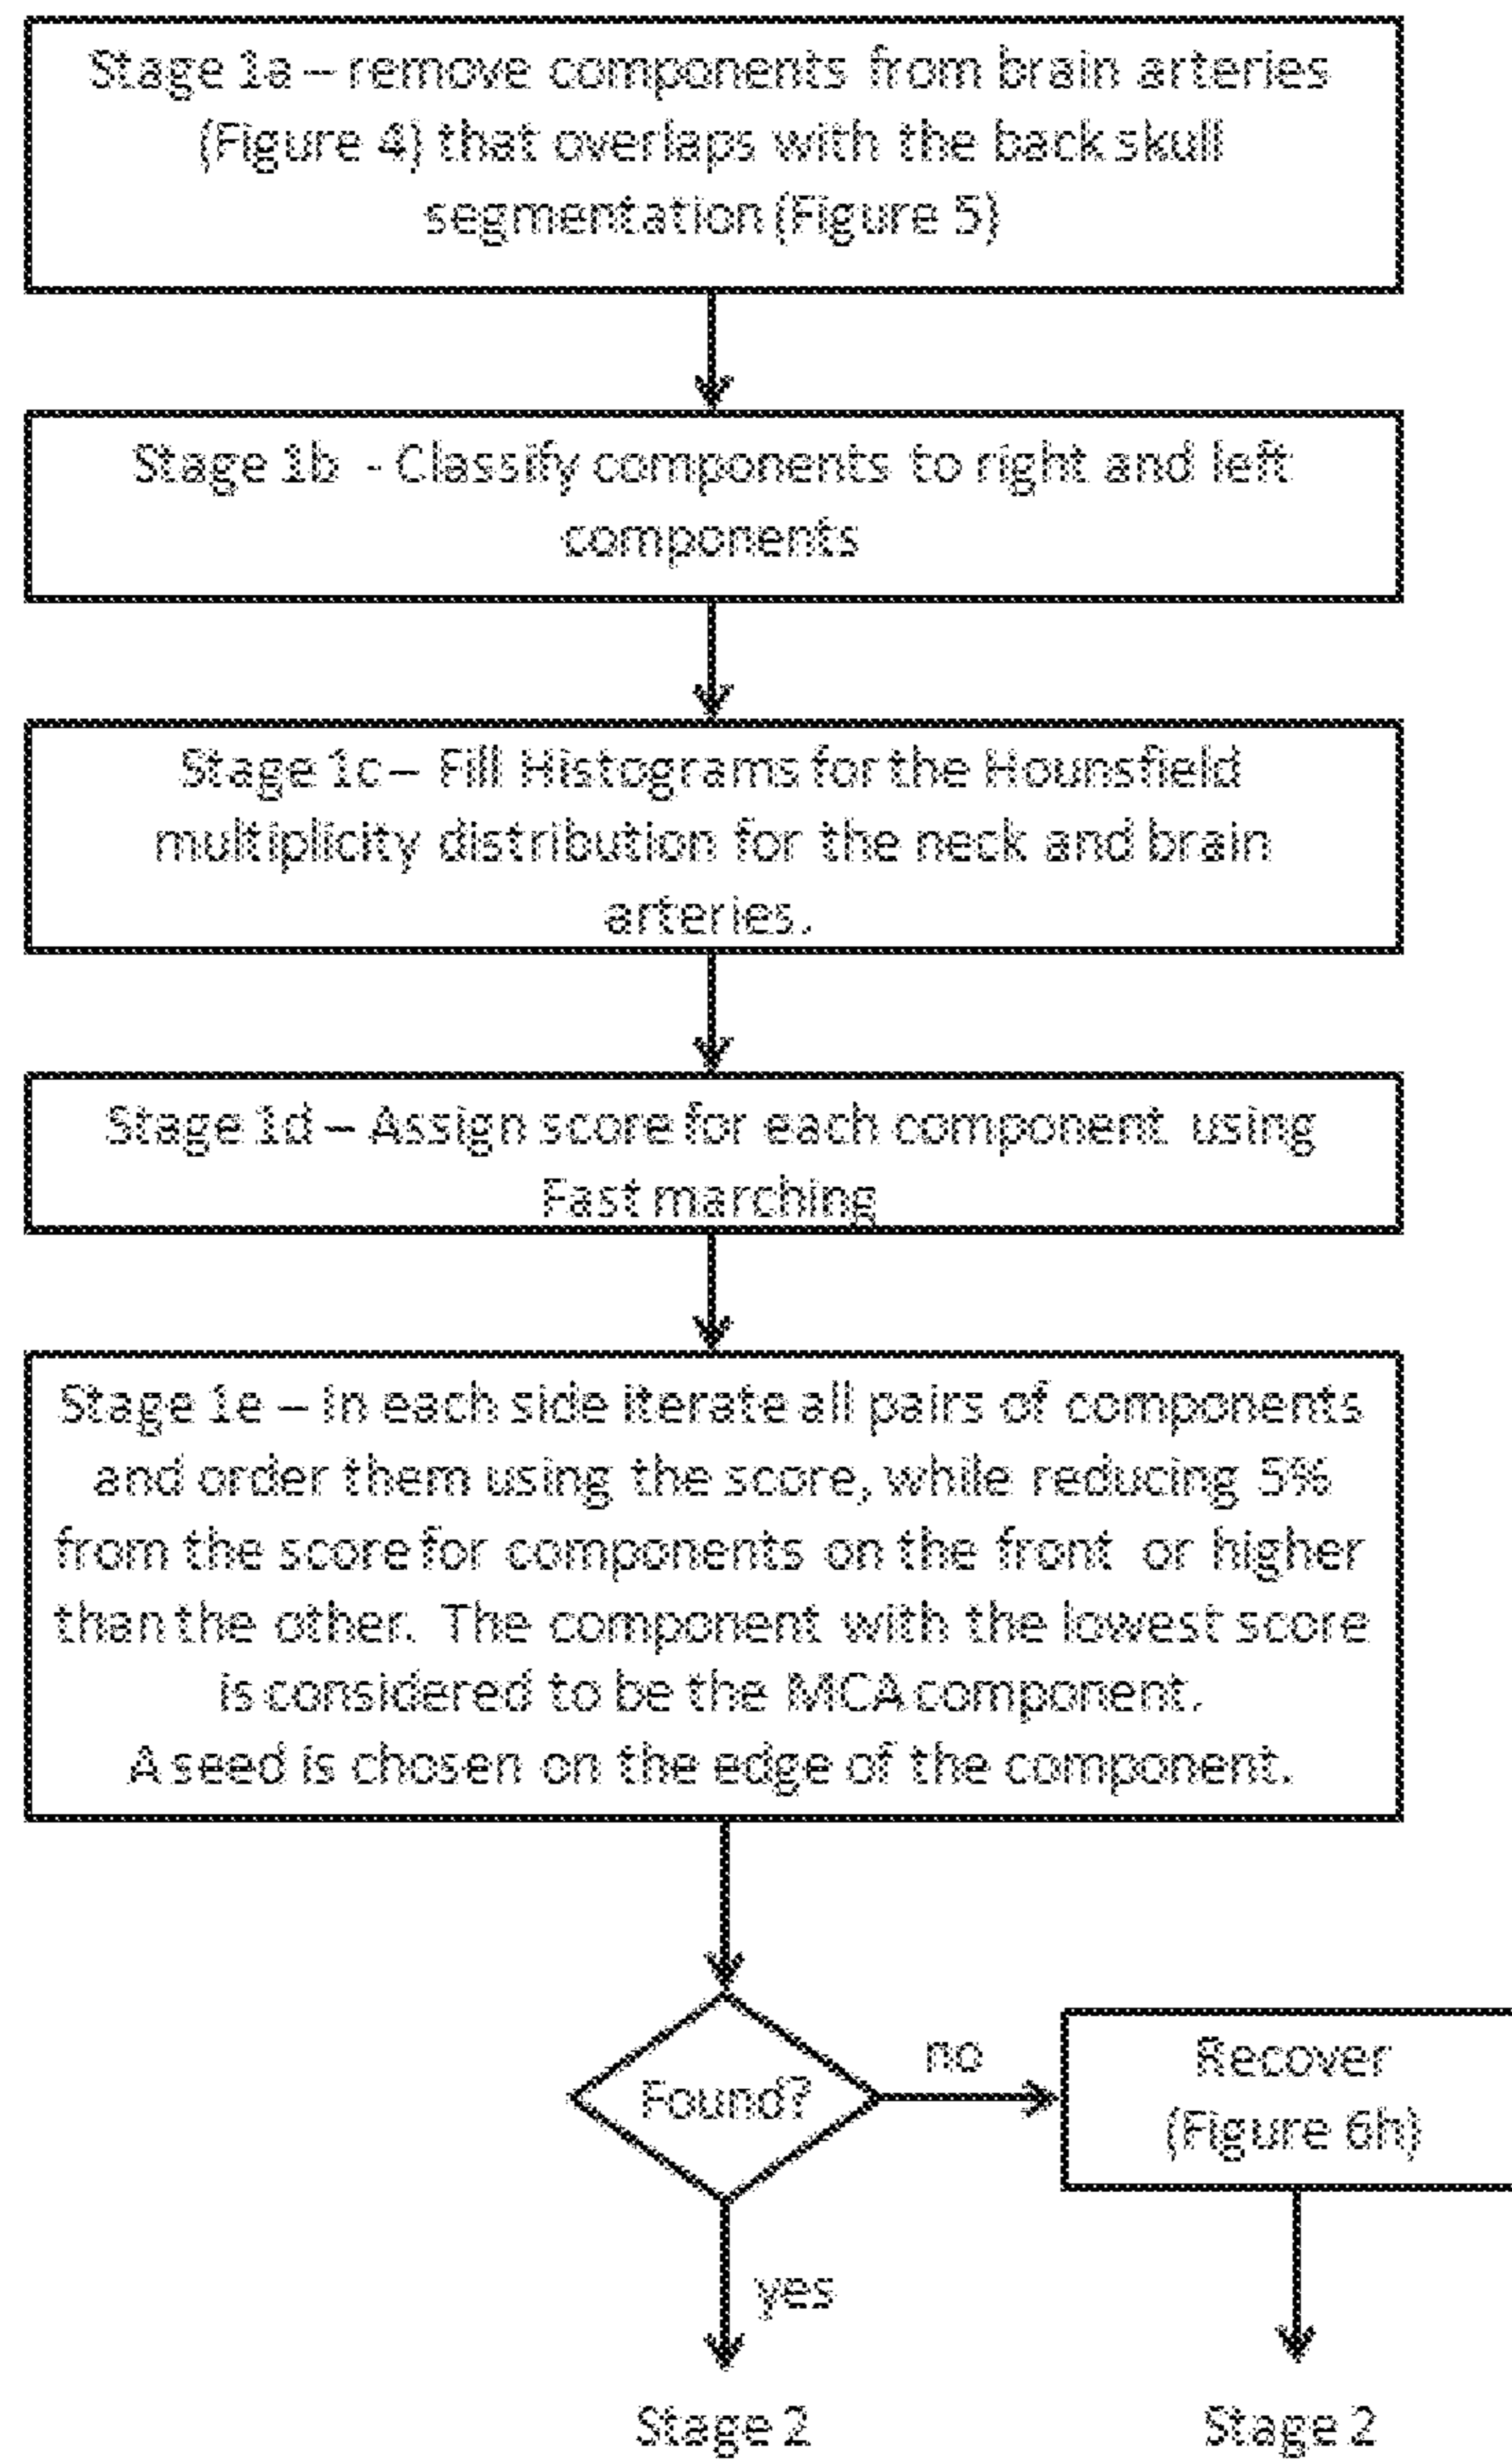 Stage 1a – remove components from brain arteries
(Figure 4) that overlaps with the back skull
segmentation (Figure 5)
Stage 1b - Classify components to right and left
components
Stage 1c – Fill Histograms for the Hounsfield
multiplicity distribution for the neck and brain
arteries.
Stage 1d – Assign score for each component using
Fast marching
Stage 1e – in each side iterate all pairs of components
and order them using the score, while reducing 5%
from the score for components on the front or higher
than the other. The component with the lowest score
is considered to be the MCA component.
A seed is chosen on the edge of the component.
Found?
no
Recover
(Figure 6h)
yes
Stage 2
Stage 2